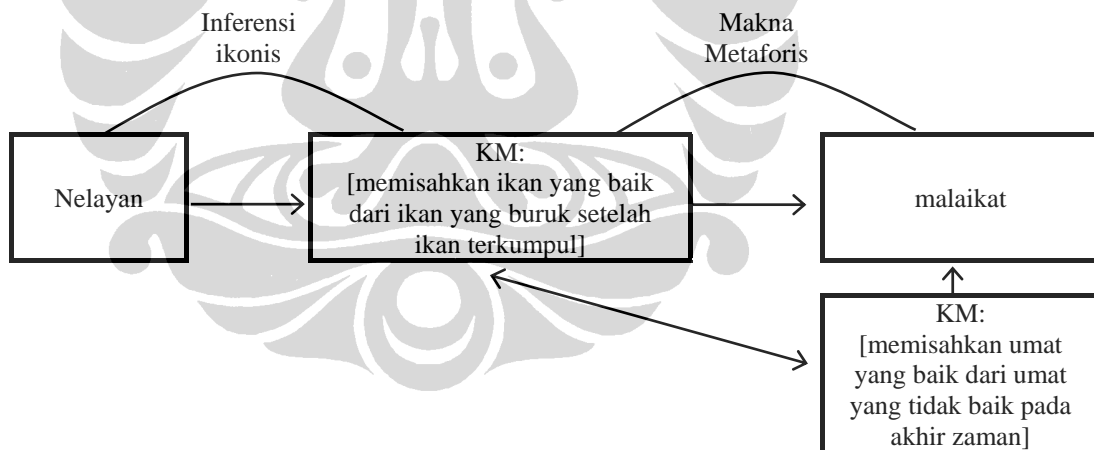 Inferensi
ikonis
Makna
Metaforis
Nelayan
KM:
[memisahkan ikan yang baik
dari ikan yang buruk setelah
ikan terkumpul]
malaikat
KM:
[memisahkan umat
yang baik dari umat
yang tidak baik pada
akhir zaman]